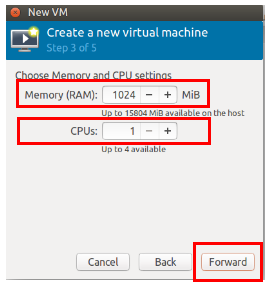 New VM
Create a new virtual machine
Step 3 of 5
Choose Memory and CPU settings
Memory (RAM): 1024 − + MiB
Up to 15804 MiB available on the host
CPUs: 1 − +
Up to 4 available
Cancel Back Forward